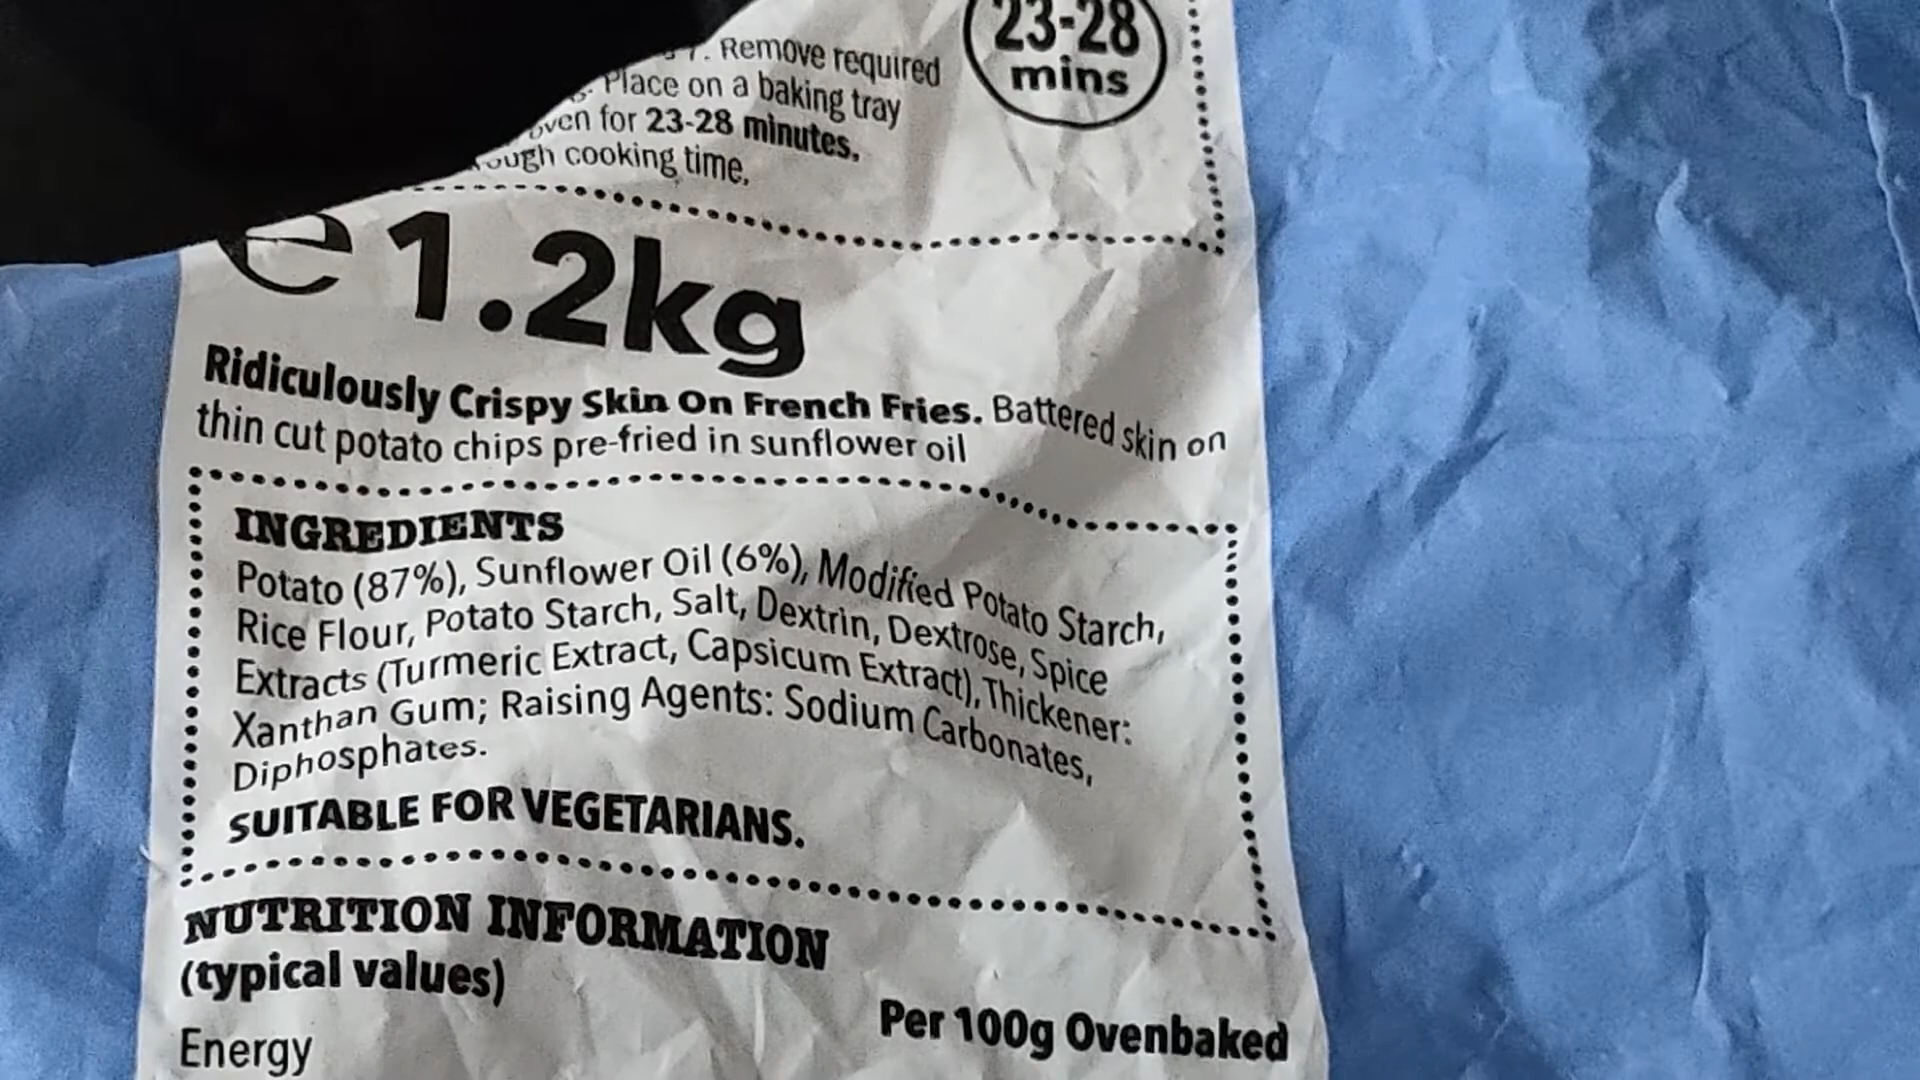 23-28
mins
Remove required
Place on a baking tray
oven for 23-28 minutes.
cooking time.
e 1.2kg
Ridiculously Crispy Skin On French Fries. Battered skin on
thin cut potato chips pre-fried in sunflower oil
INGREDIENTS
Potato (87%), Sunflower Oil (6%), Modified Potato Starch,
Rice Flour, Potato Starch, Salt, Dextrin, Dextrose, Spice
Extracts (Turmeric Extract, Capsicum Extract), Thickener:
Xanthan Gum; Raising Agents: Sodium Carbonates,
Diphosphates.
SUITABLE FOR VEGETARIANS.
NUTRITION INFORMATION
(typical values)
Per 100g Ovenbaked
Energy